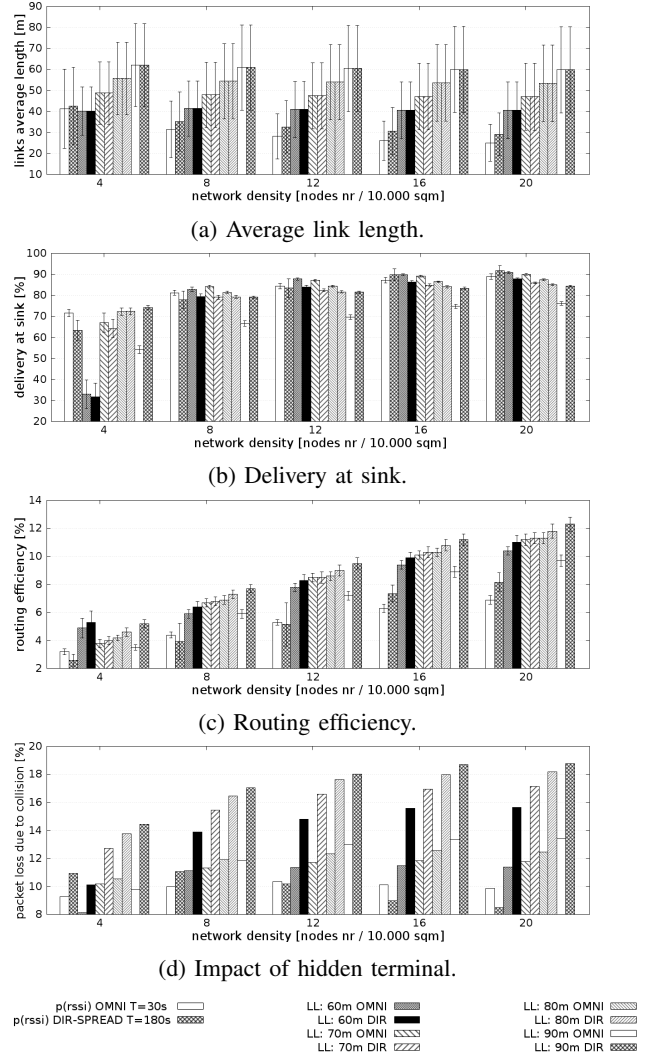 90
80
70
60
50
40
30
20
10
links average length [m]
4 8 12 16 20
network density [nodes nr / 10.000 sqm]
(a) Average link length.
100
90
80
70
60
50
40
30
20
delivery at sink [%]
4 8 12 16 20
network density [nodes nr / 10.000 sqm]
(b) Delivery at sink.
14
12
10
8
6
4
2
routing efficiency [%]
4 8 12 16 20
network density [nodes nr / 10.000 sqm]
(c) Routing efficiency.
20
18
16
14
12
10
8
packet loss due to collision [%]
4 8 12 16 20
network density [nodes nr / 10.000 sqm]
(d) Impact of hidden terminal.
p(rssi) OMNI T=30s
p(rssi) DIR-SPREAD T=180s
LL: 60m OMNI
LL: 60m DIR
LL: 70m OMNI
LL: 70m DIR
LL: 80m OMNI
LL: 80m DIR
LL: 90m OMNI
LL: 90m DIR